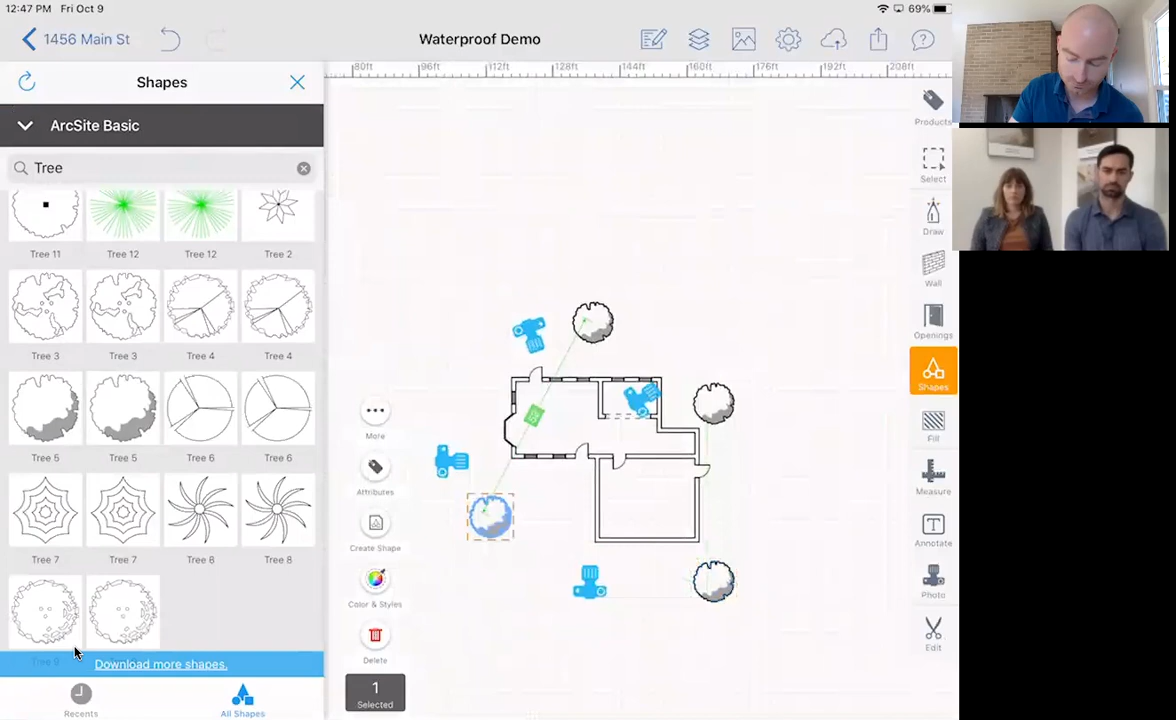 12:47 PM Fri Oct 9
69%
1456 Main St
Waterproof Demo
Shapes
80ft 96ft 112ft 128ft 144ft 160ft 176ft 192ft 208ft
ArcSite Basic
Tree
Tree 11 Tree 12 Tree 12 Tree 2
Tree 3 Tree 3 Tree 4 Tree 4
Tree 5 Tree 5 Tree 6 Tree 6
Tree 7 Tree 7 Tree 6 Tree 8
Download more shapes.
Recents
All Shapes
More
Attributes
Create Shape
Color & Styles
Delete
1
Selected
Products
Select
Draw
Wall
Openings
Shapes
Fill
Measure
Annotate
Photo
Edit